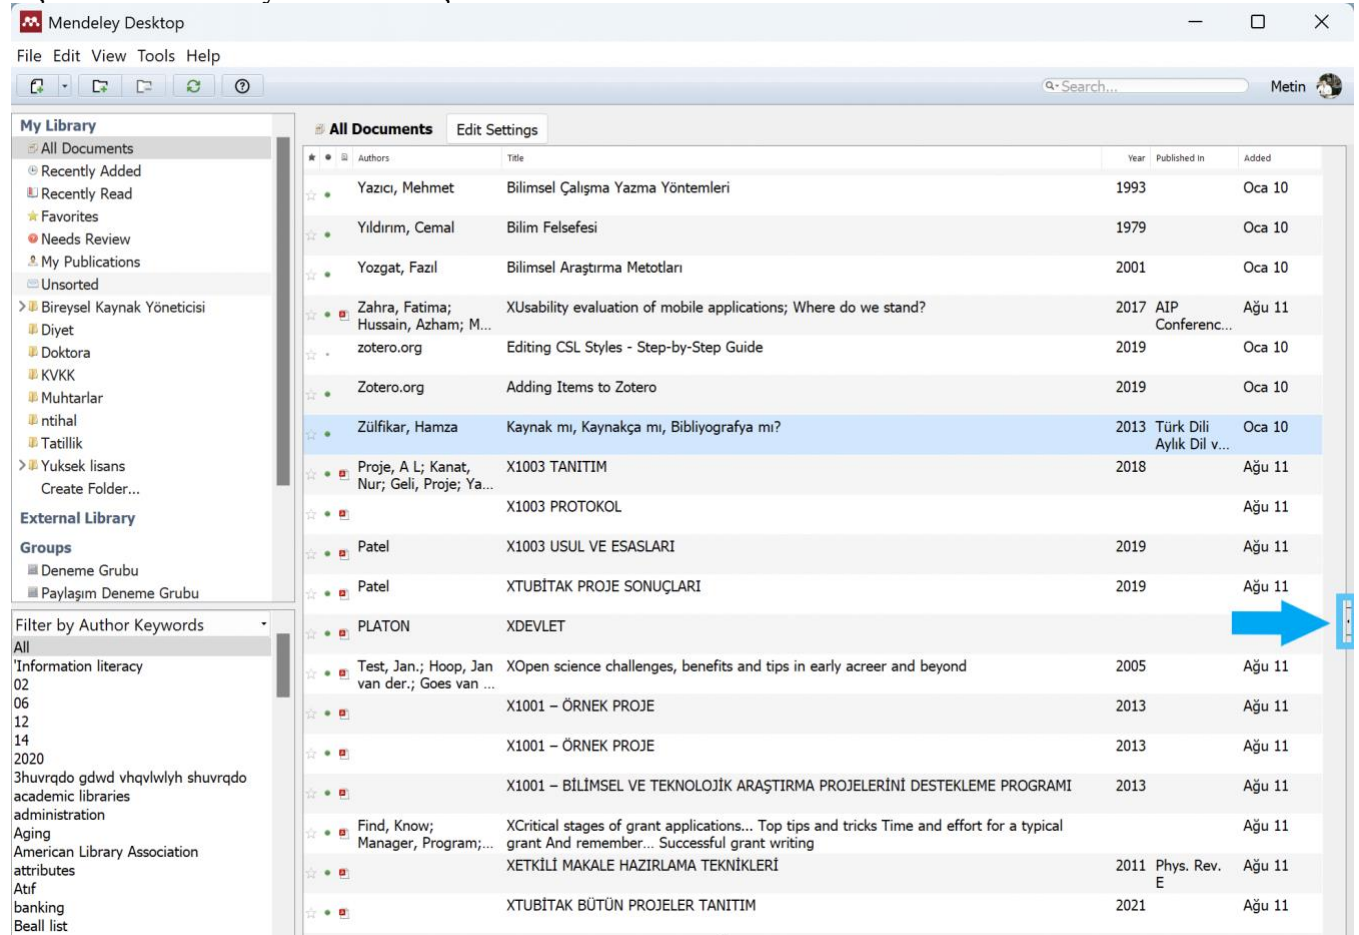 Mendeley Desktop
File Edit View Tools Help
Search...
Metin
My Library
All Documents
Recently Added
Recently Read
Favorites
Needs Review
My Publications
Unsorted
Bireysel Kaynak Yöneticisi
Diyet
Doktora
KVKK
Muhtarlar
ntihal
Tatillik
Yuksek lisans
Create Folder...
External Library
Groups
Deneme Grubu
Paylaşım Deneme Grubu
Filter by Author Keywords
All
'Information literacy
02
06
12
14
2020
3huvrqdo gdwd vhqvlwlyh shuvrqdo
academic libraries
administration
Aging
American Library Association
attributes
Atıf
banking
Beall list
All Documents Edit Settings
Authors Title Year Published In Added
Yazıcı, Mehmet Bilimsel Çalışma Yazma Yöntemleri 1993 Oca 10
Yıldırım, Cemal Bilim Felsefesi 1979 Oca 10
Yozgat, Fazıl Bilimsel Araştırma Metotları 2001 Oca 10
Zahra, Fatima; XUsability evaluation of mobile applications; Where do we stand? 2017 AIP Ağu 11
Hussain, Azham; M... Conferenc...
zotero.org Editing CSL Styles - Step-by-Step Guide 2019 Oca 10
Zotero.org Adding Items to Zotero 2019 Oca 10
Zülfikar, Hamza Kaynak mı, Kaynakça mı, Bibliyografya mı? 2013 Türk Dili Oca 10
Aylık Dil v...
Proje, A L; Kanat, X1003 TANITIM 2018 Ağu 11
Nur; Geli, Proje; Ya...
X1003 PROTOKOL Ağu 11
Patel X1003 USUL VE ESASLARI 2019 Ağu 11
Patel XTUBİTAK PROJE SONUÇLARI 2019 Ağu 11
PLATON XDEVLET
Test, Jan.; Hoop, Jan XOpen science challenges, benefits and tips in early acreer and beyond 2005 Ağu 11
van der.; Goes van ...
X1001 – ÖRNEK PROJE 2013 Ağu 11
X1001 – ÖRNEK PROJE 2013 Ağu 11
X1001 – BİLİMSEL VE TEKNOLOJİK ARAŞTIRMA PROJELERİNİ DESTEKLEME PROGRAMI 2013 Ağu 11
Find, Know; XCritical stages of grant applications... Top tips and tricks Time and effort for a typical Ağu 11
Manager, Program;... grant And remember... Successful grant writing
XETKİLİ MAKALE HAZIRLAMA TEKNİKLERİ 2011 Phys. Rev. Ağu 11
E
XTUBİTAK BÜTÜN PROJELER TANITIM 2021 Ağu 11